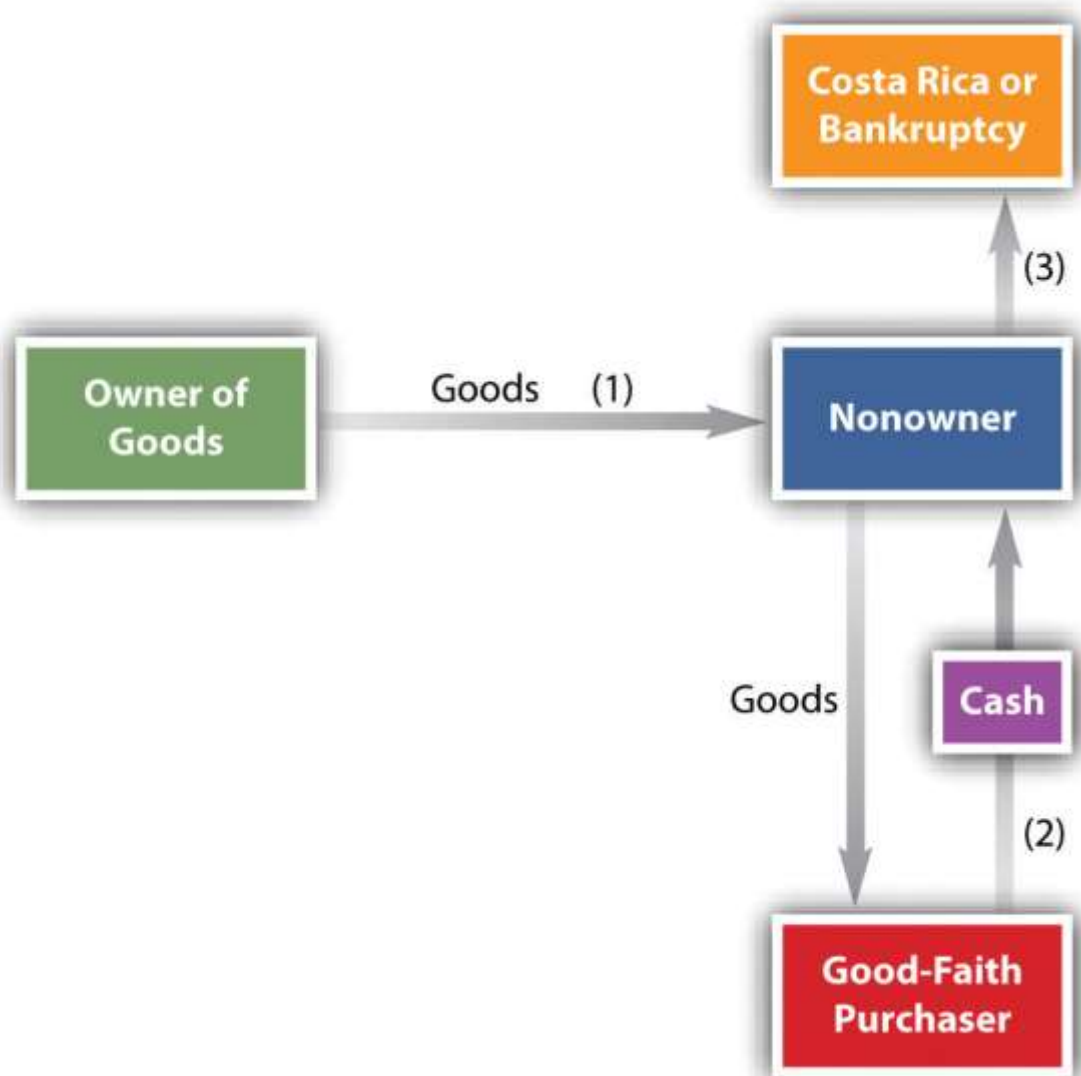 Costa Rica or
Bankruptcy
(3)
Owner of
Goods
Goods (1)
Nonowner
Goods
Cash
(2)
Good-Faith
Purchaser